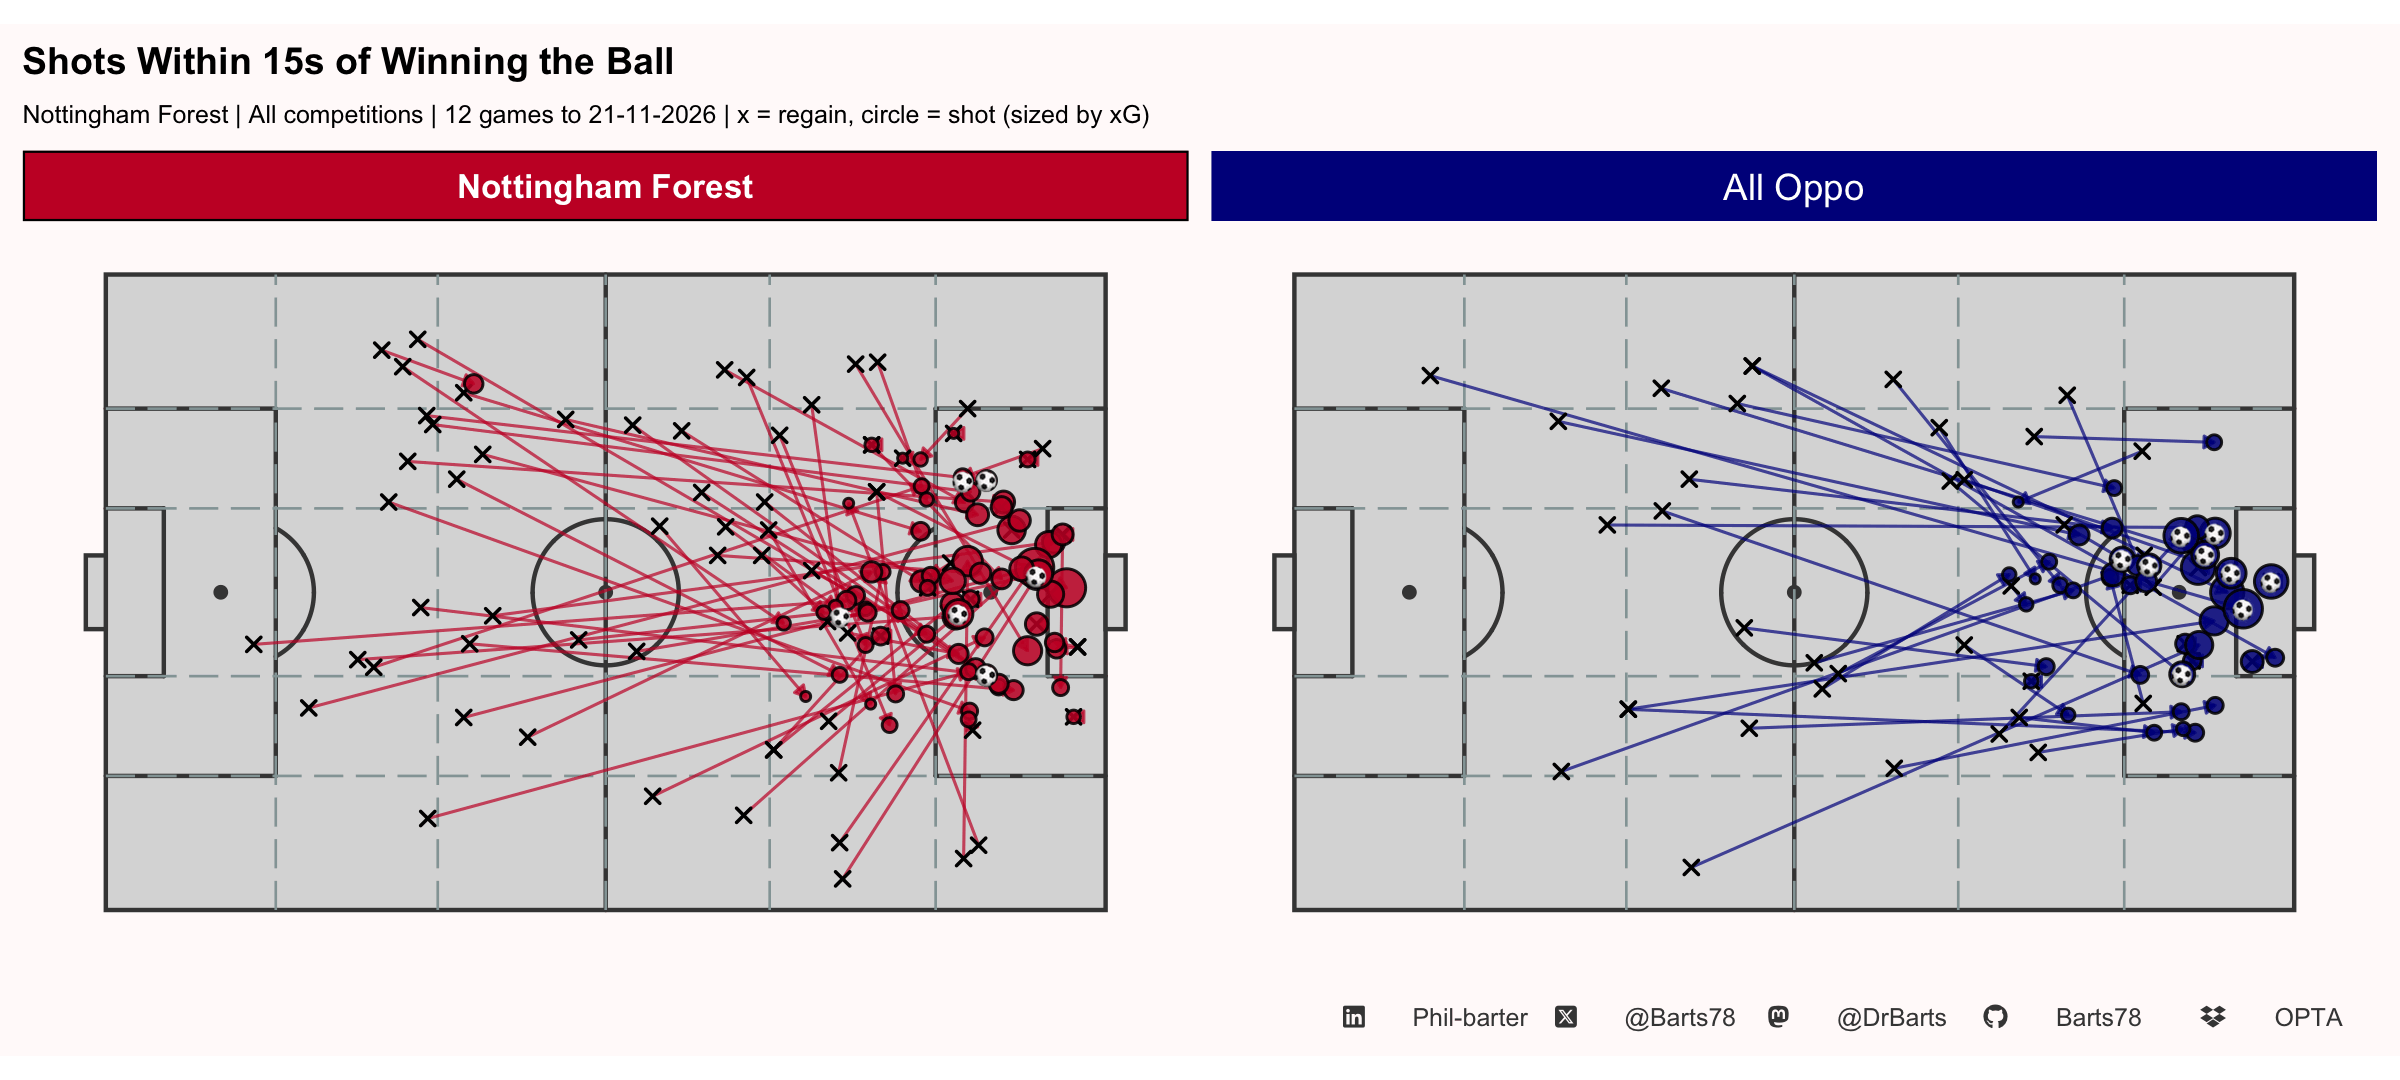 Shots Within 15s of Winning the Ball
Nottingham Forest | All competitions | 12 games to 21-11-2026 | x = regain, circle = shot (sized by xG)
Nottingham Forest
All Oppo
Phil-barter @Barts78 @DrBarts Barts78 OPTA